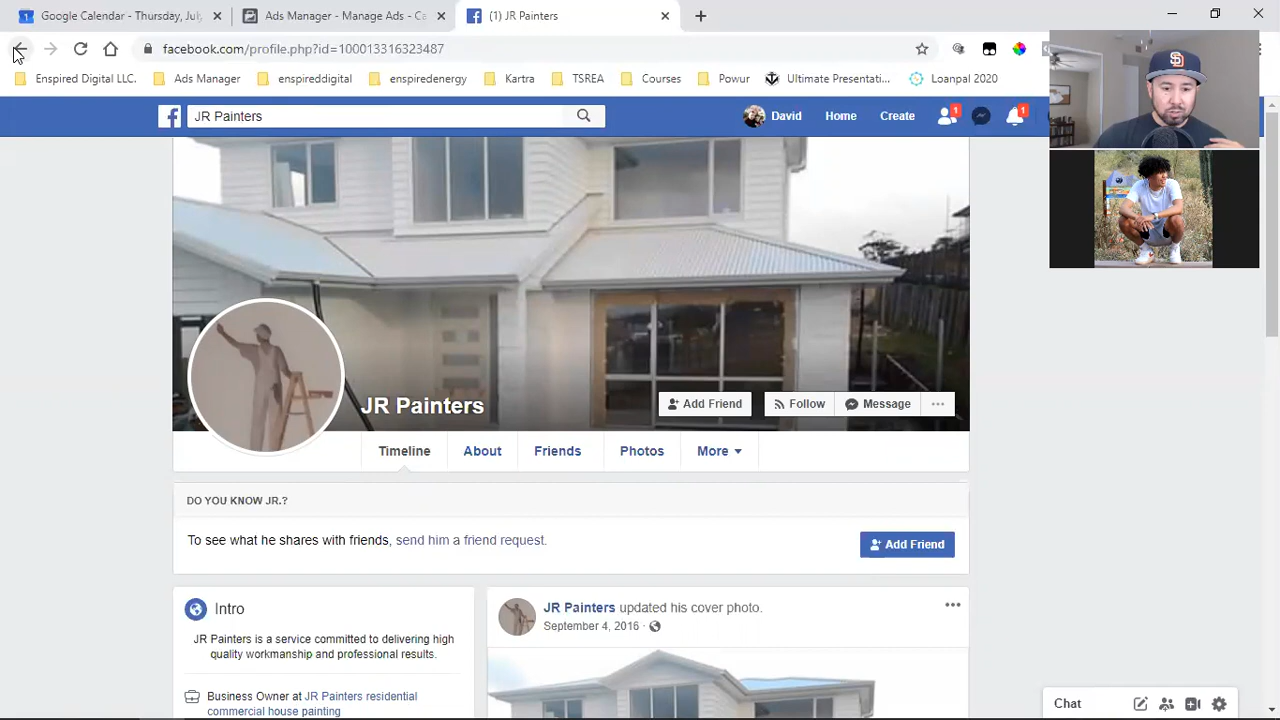 Google Calendar - Thursday, July
Ads Manager - Manage Ads - Ca
(1) JR Painters
facebook.com/profile.php?id=100013316323487
Enspired Digital LLC.
Ads Manager
enspireddigital
enspiredenergy
Kartra
TSREA
Courses
Powur
Ultimate Presentati...
Loanpal 2020
JR Painters
David
Home
Create
1
1
JR Painters
Add Friend
Follow
Message
Timeline
About
Friends
Photos
More
DO YOU KNOW JR.?
To see what he shares with friends, send him a friend request.
Add Friend
Intro
JR Painters is a service committed to delivering high
quality workmanship and professional results.
Business Owner at JR Painters residential
commercial house painting
JR Painters updated his cover photo.
September 4, 2016
Chat